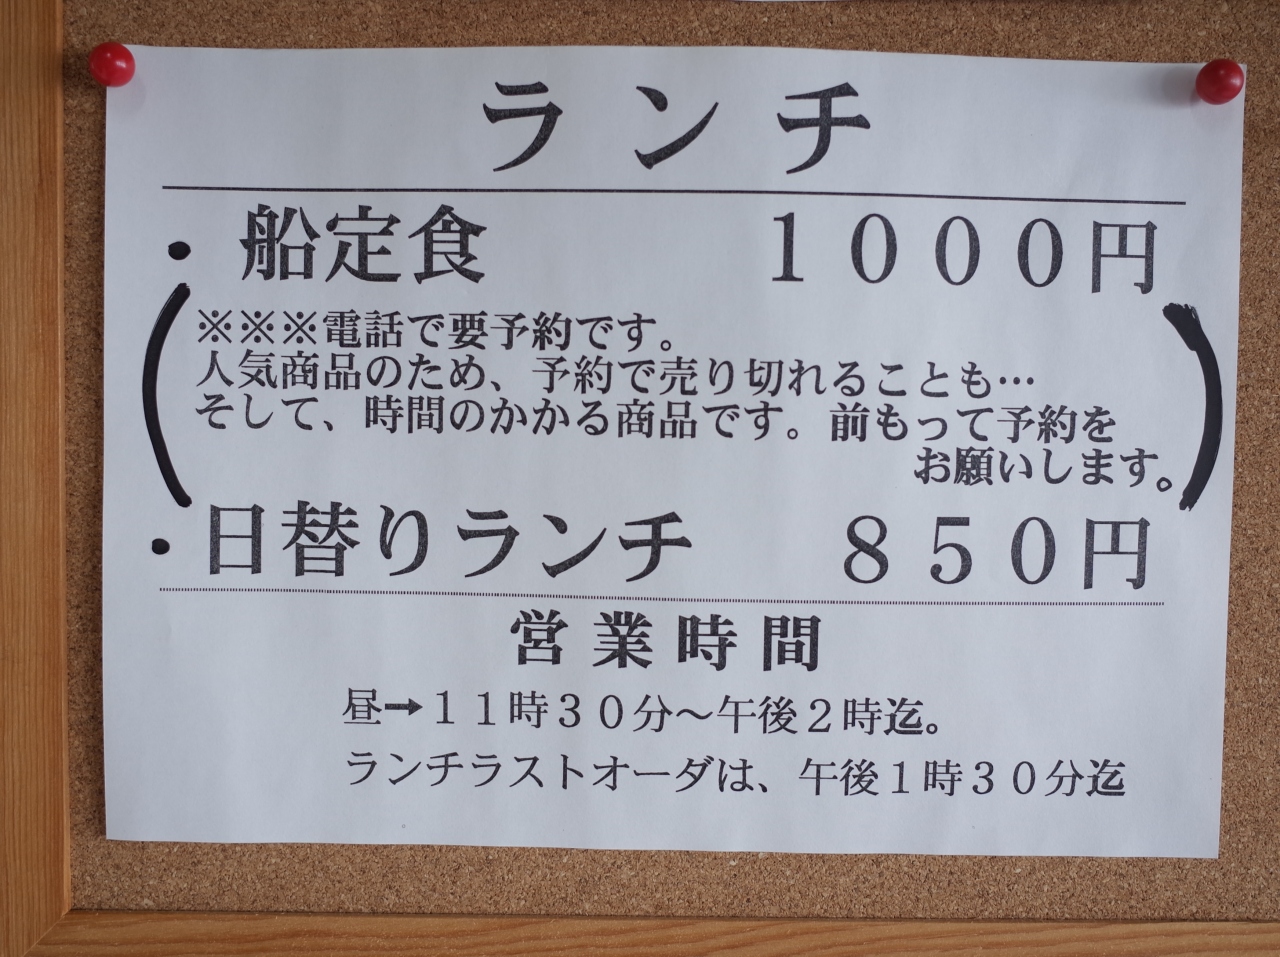 ランチ
・船定食 1000円
(※※※電話で要予約です。
人気商品のため、予約で売り切れることも…
そして、時間のかかる商品です。前もって予約を
お願いします。)
・日替りランチ 850円
営業時間
昼→11時30分～午後2時迄。
ランチラストオーダは、午後1時30分迄